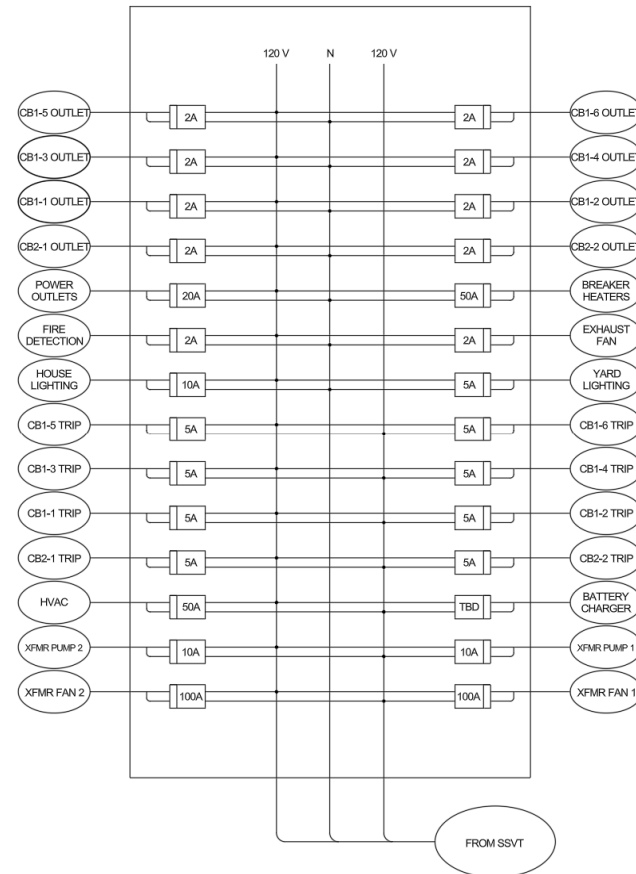 120 V N 120 V
CB1-5 OUTLET 2A 2A CB1-6 OUTLET
CB1-3 OUTLET 2A 2A CB1-4 OUTLET
CB1-1 OUTLET 2A 2A CB1-2 OUTLET
CB2-1 OUTLET 2A 2A CB2-2 OUTLET
POWER
OUTLETS
20A 50A
BREAKER
HEATERS
FIRE
DETECTION
2A 2A
EXHAUST
FAN
HOUSE
LIGHTING
10A 5A
YARD
LIGHTING
CB1-5 TRIP 5A 5A CB1-6 TRIP
CB1-3 TRIP 5A 5A CB1-4 TRIP
CB1-1 TRIP 5A 5A CB1-2 TRIP
CB2-1 TRIP 5A 5A CB2-2 TRIP
HVAC 50A TBD
BATTERY
CHARGER
XFMR PUMP 2 10A 10A XFMR PUMP 1
XFMR FAN 2 100A 100A XFMR FAN 1
FROM SSVT